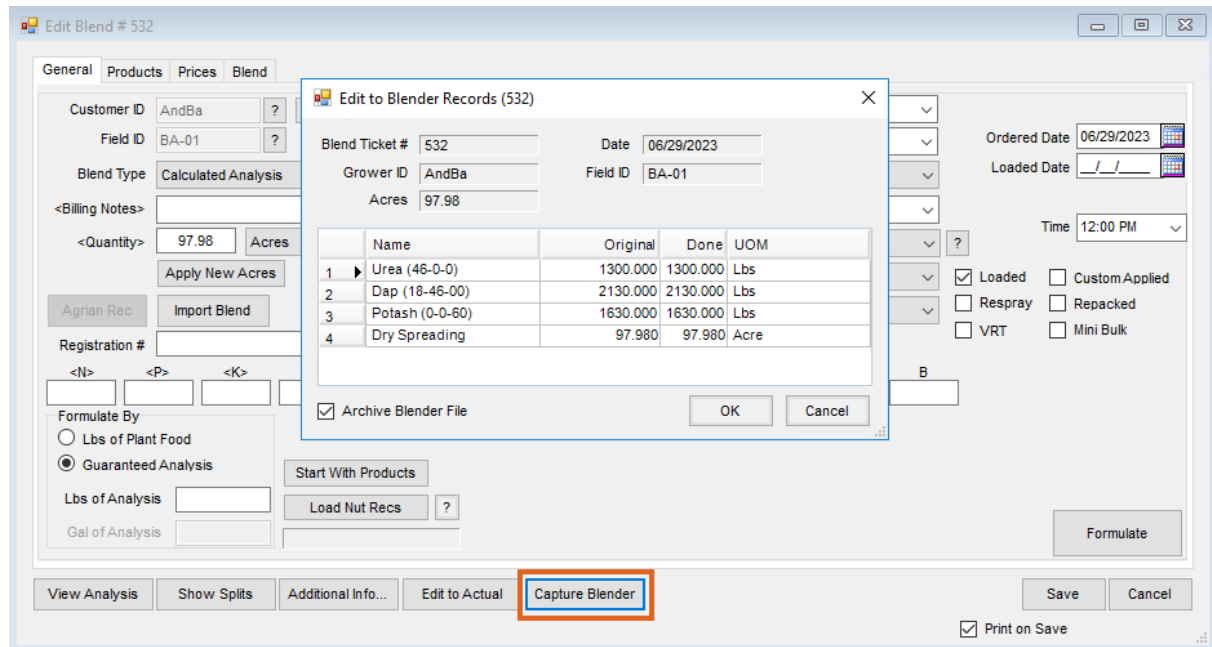 Edit Blend # 532
General Products Prices Blend
Customer ID AndBa ?
Field ID BA-01 ?
Blend Type Calculated Analysis
<Billing Notes>
<Quantity> 97.98 Acres
Apply New Acres
Agrian Rec Import Blend
Registration #
<N> <P> <K> B
Formulate By
Lbs of Plant Food
Guaranteed Analysis
Lbs of Analysis
Gal of Analysis
Start With Products
Load Nut Recs ?
Edit to Blender Records (532)
Blend Ticket # 532 Date 06/29/2023
Grower ID AndBa Field ID BA-01
Acres 97.98
Name Original Done UOM
1 Urea (46-0-0) 1300.000 1300.000 Lbs
2 Dap (18-46-00) 2130.000 2130.000 Lbs
3 Potash (0-0-60) 1630.000 1630.000 Lbs
4 Dry Spreading 97.980 97.980 Acre
Archive Blender File OK Cancel
Ordered Date 06/29/2023
Loaded Date __/__/____
Time 12:00 PM
?
Loaded Custom Applied
Respray Repacked
VRT Mini Bulk
Formulate
View Analysis Show Splits Additional Info... Edit to Actual Capture Blender Save Cancel
Print on Save